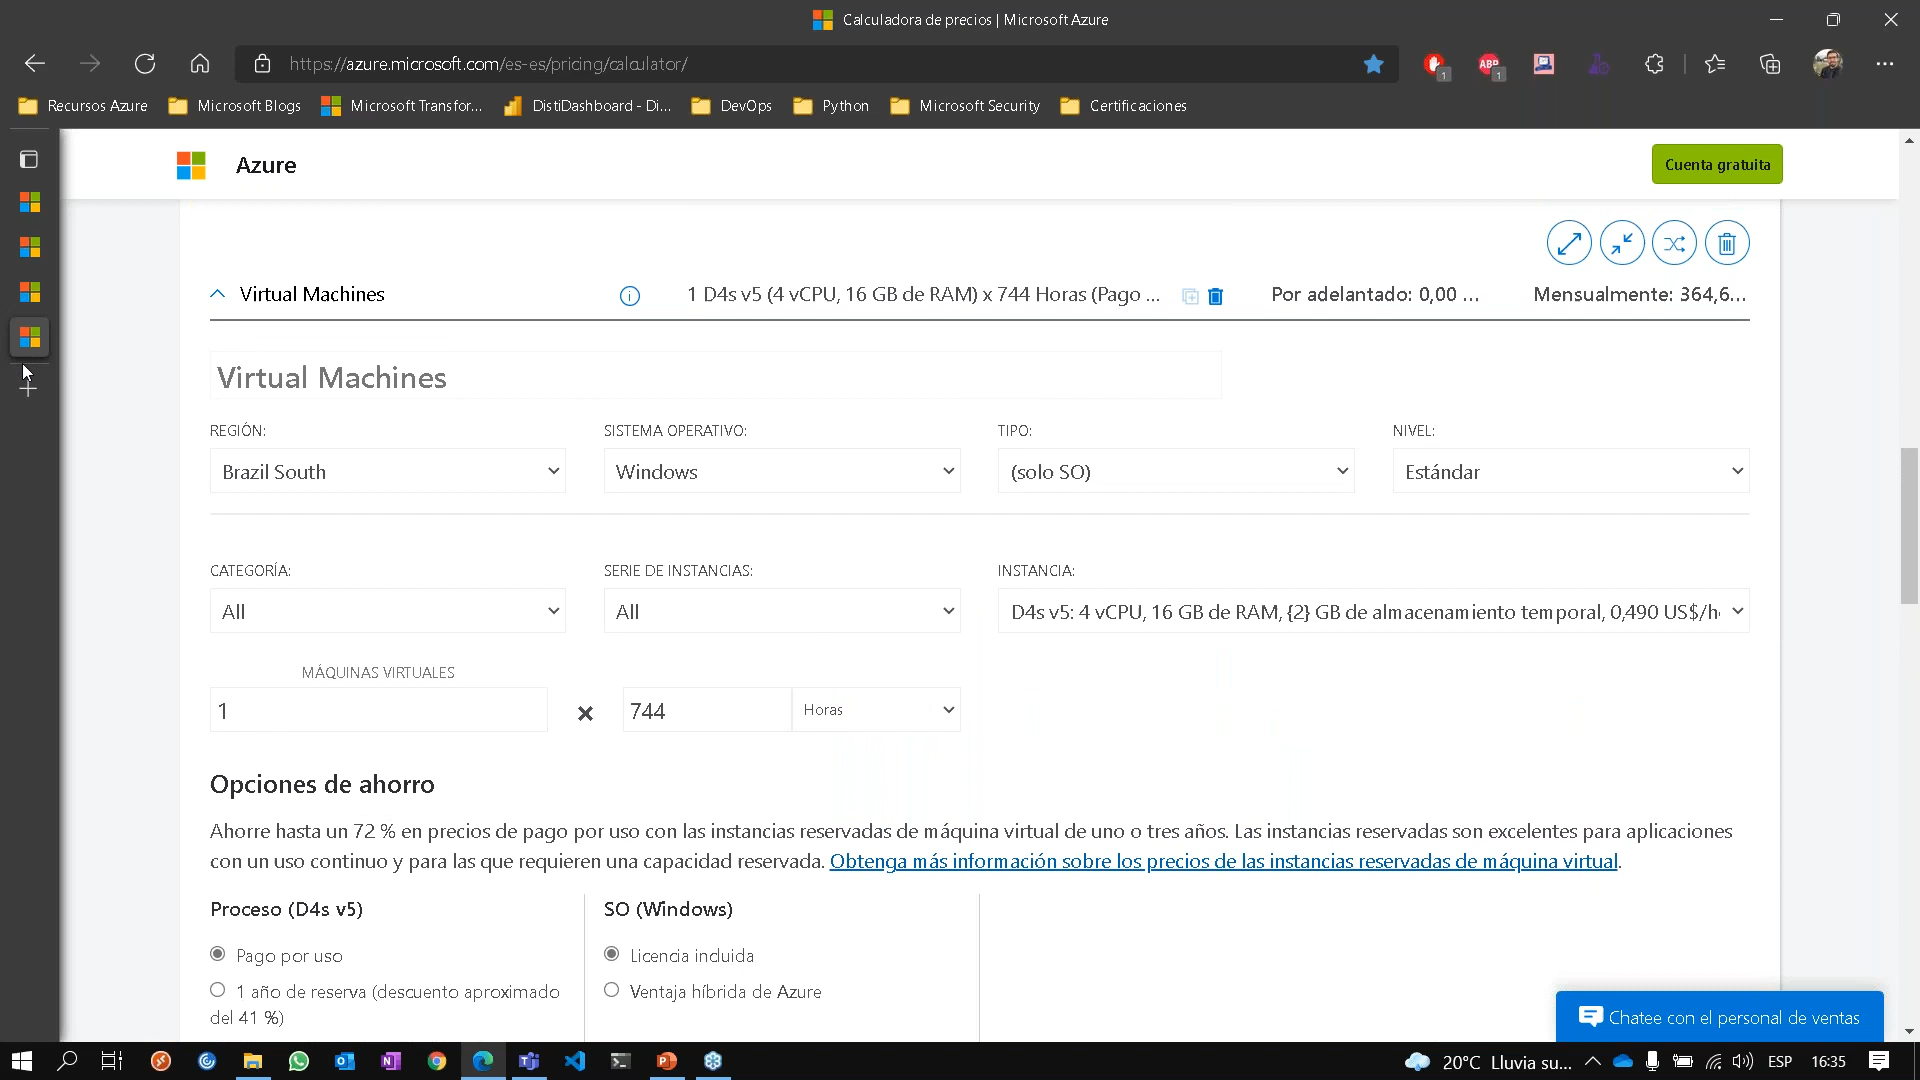 Calculadora de precios | Microsoft Azure
https://azure.microsoft.com/es-es/pricing/calculator/
1
ABP
1
Recursos Azure
Microsoft Blogs
Microsoft Transfor...
DistiDashboard - Di...
DevOps
Python
Microsoft Security
Certificaciones
Azure
Cuenta gratuita
Virtual Machines
1 D4s v5 (4 vCPU, 16 GB de RAM) x 744 Horas (Pago ...
Por adelantado: 0,00 ...
Mensualmente: 364,6...
Virtual Machines
REGIÓN:
SISTEMA OPERATIVO:
TIPO:
NIVEL:
Brazil South
Windows
(solo SO)
Estándar
CATEGORÍA:
SERIE DE INSTANCIAS:
INSTANCIA:
All
All
D4s v5: 4 vCPU, 16 GB de RAM, {2} GB de almacenamiento temporal, 0,490 US$/h
MÁQUINAS VIRTUALES
1
744
Horas
Opciones de ahorro
Ahorre hasta un 72 % en precios de pago por uso con las instancias reservadas de máquina virtual de uno o tres años. Las instancias reservadas son excelentes para aplicaciones
con un uso continuo y para las que requieren una capacidad reservada. Obtenga más información sobre los precios de las instancias reservadas de máquina virtual.
Proceso (D4s v5)
SO (Windows)
Pago por uso
Licencia incluida
1 año de reserva (descuento aproximado
del 41 %)
Ventaja híbrida de Azure
Chatee con el personal de ventas
20°C Lluvia su...
ESP
16:35